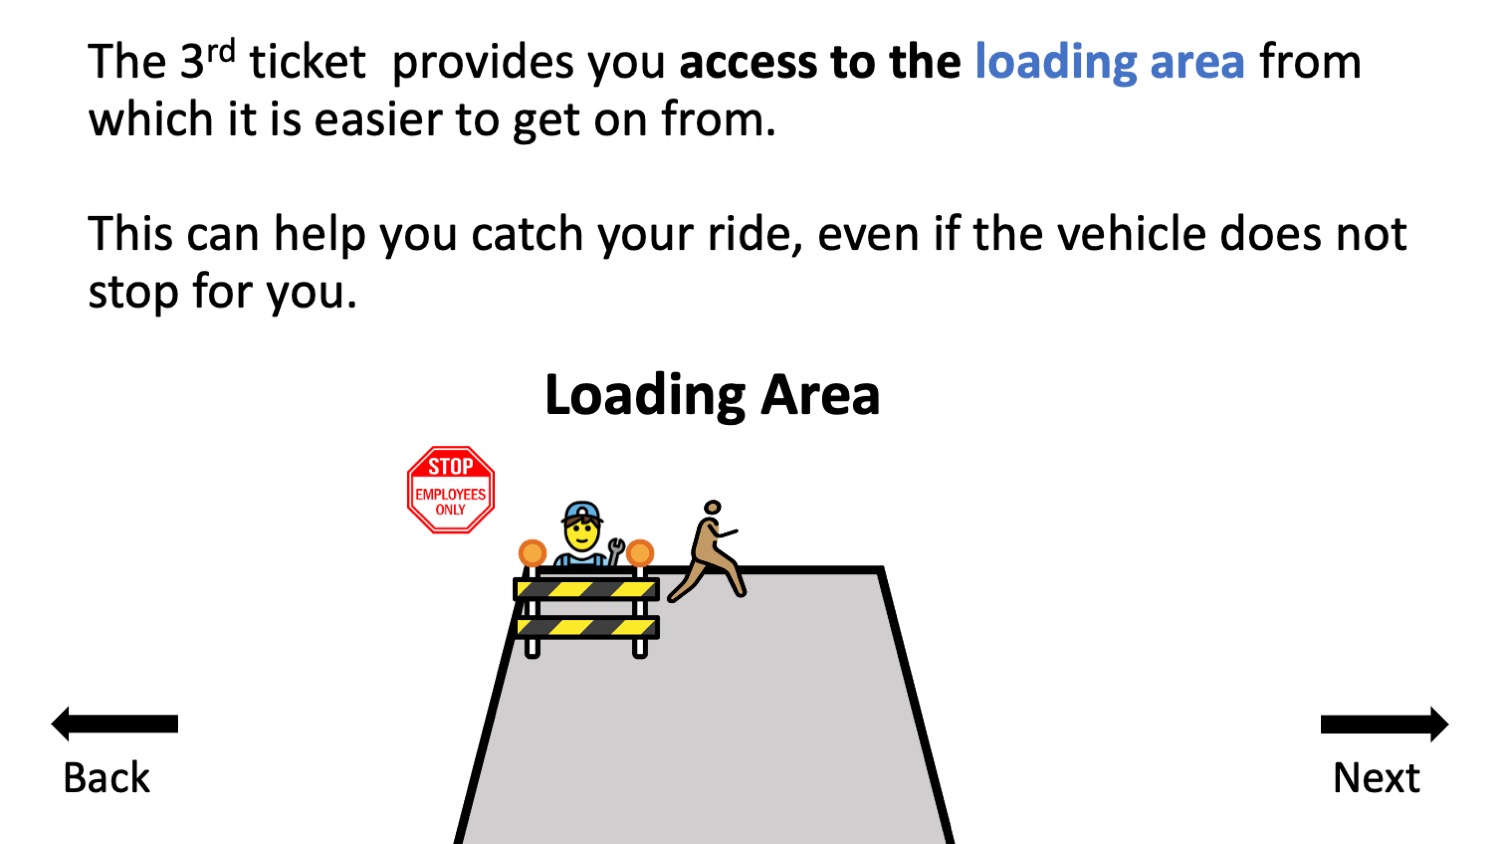 The 3rd ticket  provides you access to the loading area from
which it is easier to get on from.
This can help you catch your ride, even if the vehicle does not
stop for you.
Loading Area
STOP
EMPLOYEES
ONLY
Back
Next